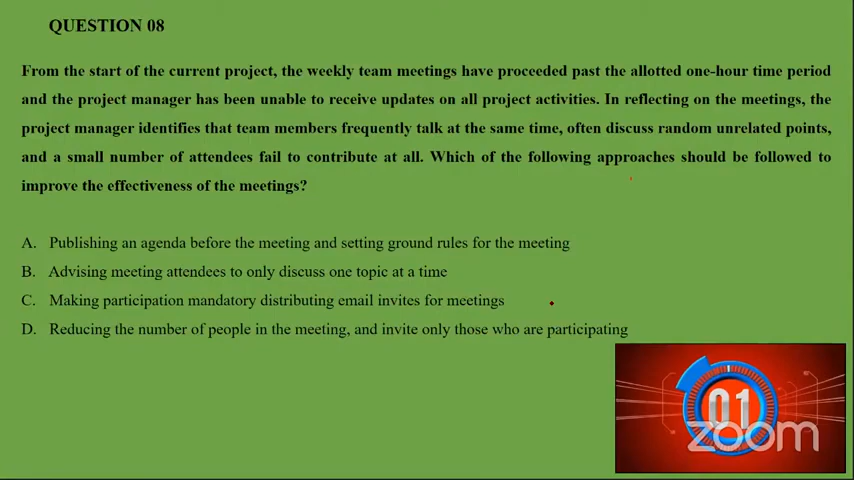 QUESTION 08
From the start of the current project, the weekly team meetings have proceeded past the allotted one-hour time period
and the project manager has been unable to receive updates on all project activities. In reflecting on the meetings, the
project manager identifies that team members frequently talk at the same time, often discuss random unrelated points,
and a small number of attendees fail to contribute at all. Which of the following approaches should be followed to
improve the effectiveness of the meetings?
A. Publishing an agenda before the meeting and setting ground rules for the meeting
B. Advising meeting attendees to only discuss one topic at a time
C. Making participation mandatory distributing email invites for meetings
D. Reducing the number of people in the meeting, and invite only those who are participating
01
zoom